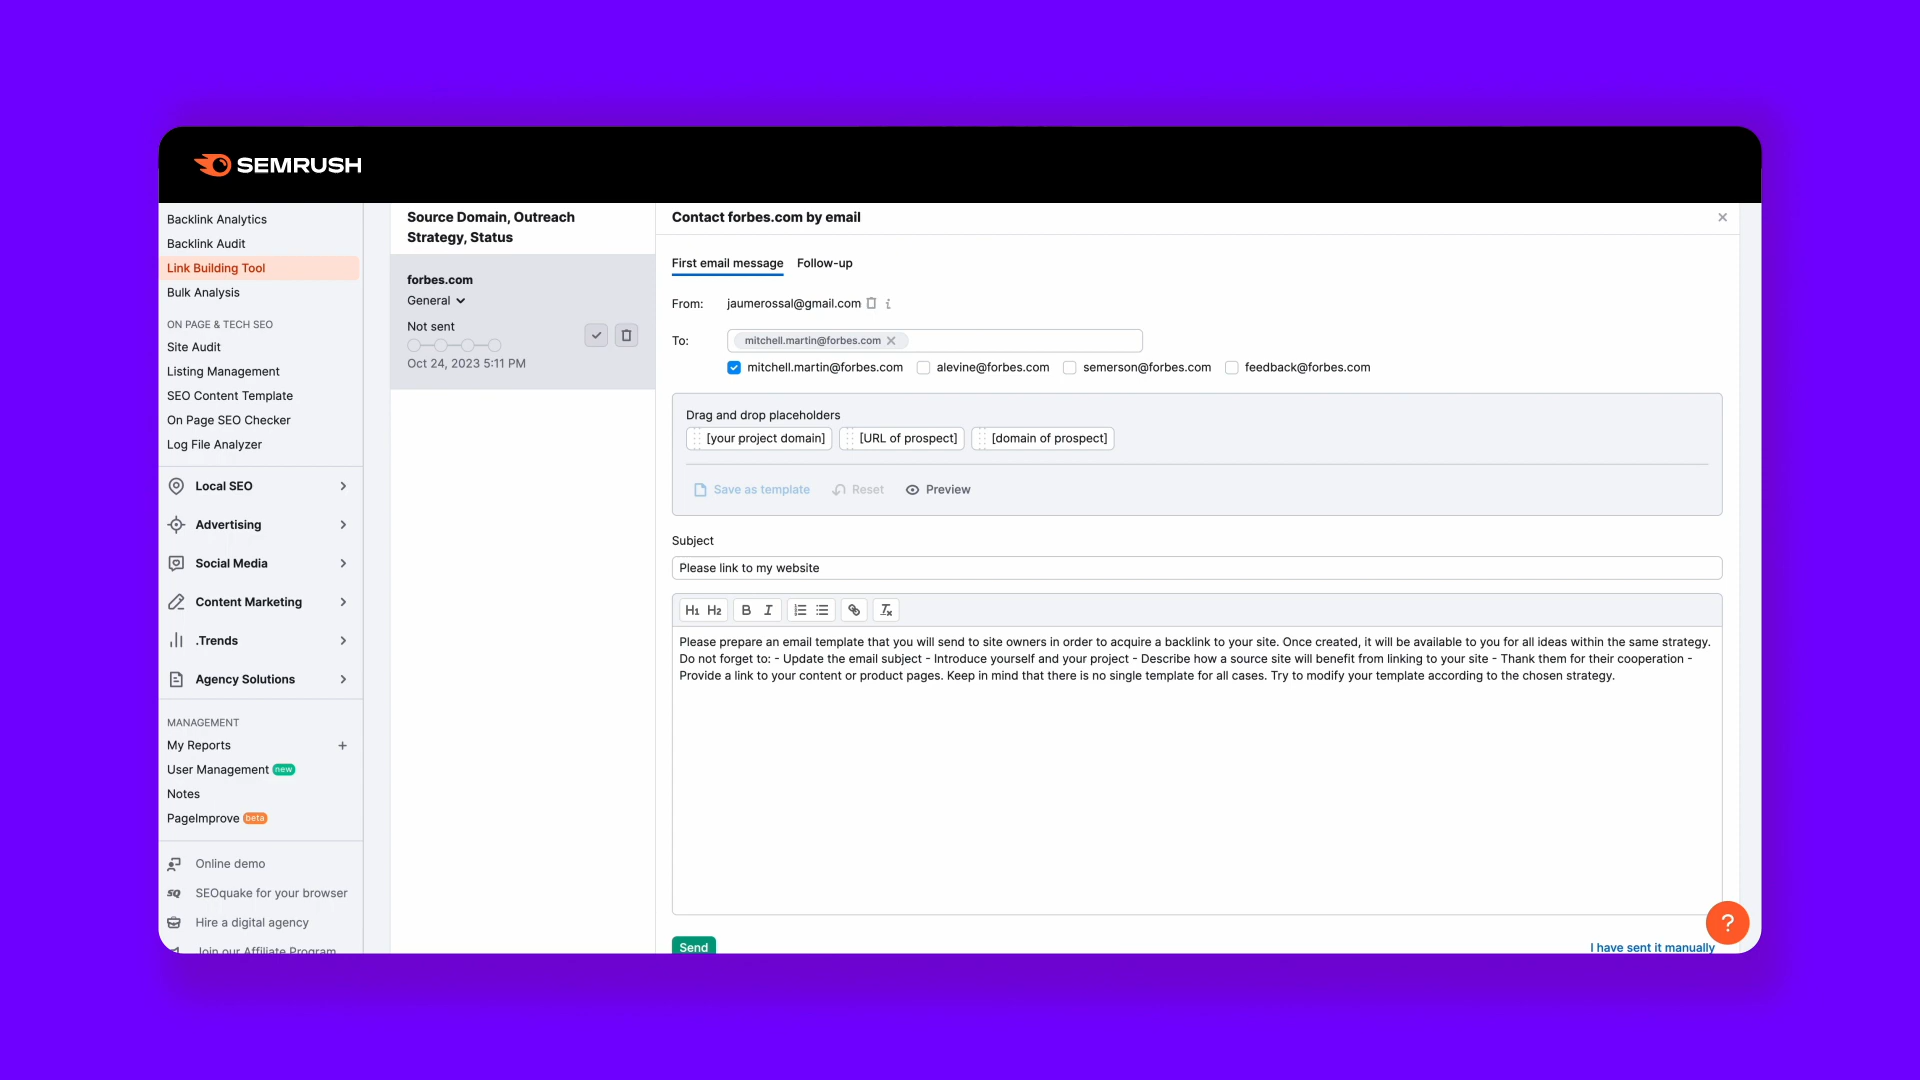 SEMRUSH
Backlink Analytics
Backlink Audit
Link Building Tool
Bulk Analysis
ON PAGE & TECH SEO
Site Audit
Listing Management
SEO Content Template
On Page SEO Checker
Log File Analyzer
Local SEO
Advertising
Social Media
Content Marketing
.Trends
Agency Solutions
MANAGEMENT
My Reports
User Management new
Notes
PageImprove beta
Online demo
SQ SEOquake for your browser
Hire a digital agency
Join our Affiliate Program
Source Domain, Outreach
Strategy, Status
forbes.com
General
Not sent
Oct 24, 2023 5:11 PM
Contact forbes.com by email
First email message Follow-up
From: jaumerossal@gmail.com i
To: mitchell.martin@forbes.com
mitchell.martin@forbes.com alevine@forbes.com semerson@forbes.com feedback@forbes.com
Drag and drop placeholders
[your project domain] [URL of prospect] [domain of prospect]
Save as template Reset Preview
Subject
Please link to my website
H1 H2 B I
Please prepare an email template that you will send to site owners in order to acquire a backlink to your site. Once created, it will be available to you for all ideas within the same strategy.
Do not forget to: - Update the email subject - Introduce yourself and your project - Describe how a source site will benefit from linking to your site - Thank them for their cooperation -
Provide a link to your content or product pages. Keep in mind that there is no single template for all cases. Try to modify your template according to the chosen strategy.
?
Send I have sent it manually